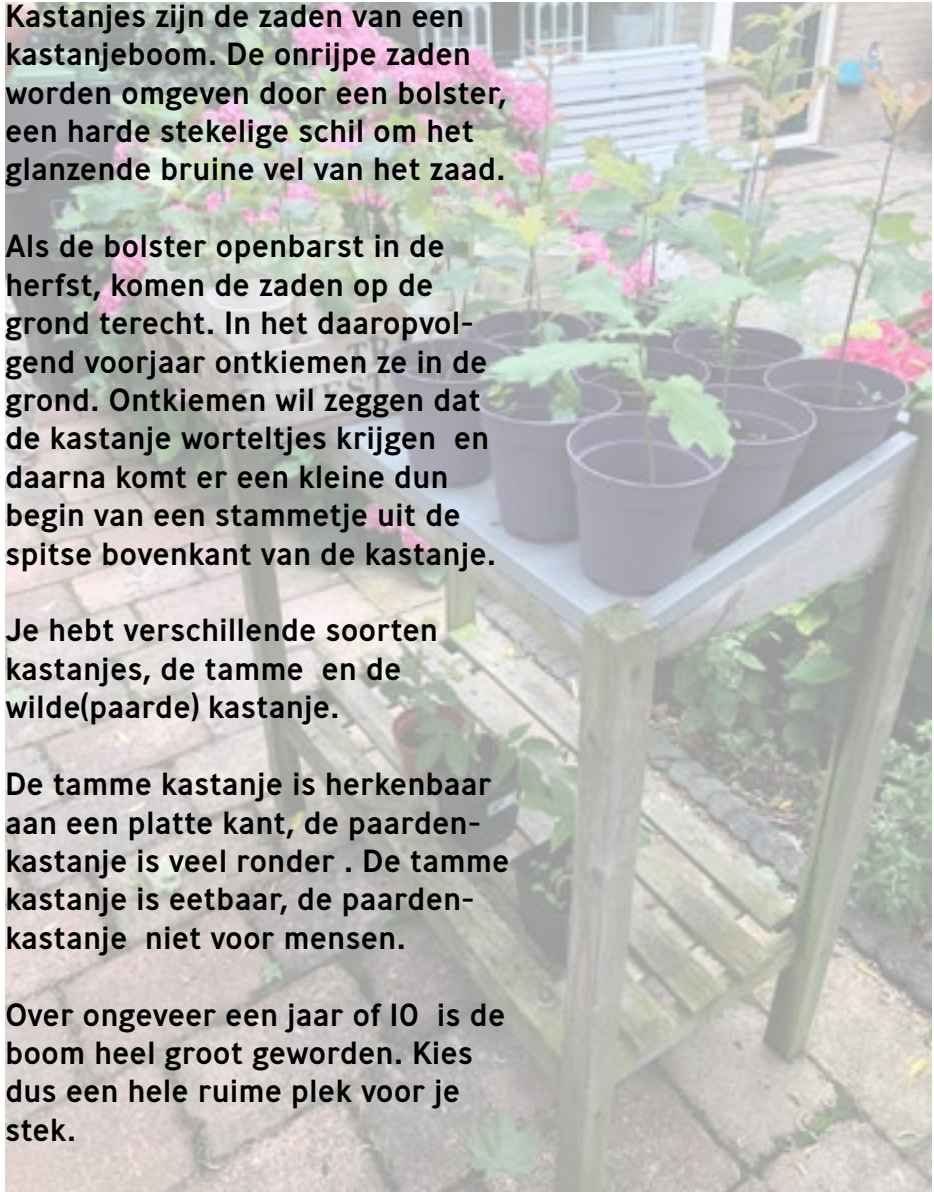 Kastanjes zijn de zaden van een
kastanjeboom. De onrijpe zaden
worden omgeven door een bolster,
een harde stekelige schil om het
glanzende bruine vel van het zaad.
Als de bolster openbarst in de
herfst, komen de zaden op de
grond terecht. In het daaropvol-
gend voorjaar ontkiemen ze in de
grond. Ontkiemen wil zeggen dat
de kastanje worteltjes krijgen en
daarna komt er een kleine dun
begin van een stammetje uit de
spitse bovenkant van de kastanje.
Je hebt verschillende soorten
kastanjes, de tamme en de
wilde(paarde) kastanje.
De tamme kastanje is herkenbaar
aan een platte kant, de paarden-
kastanje is veel ronder . De tamme
kastanje is eetbaar, de paarden-
kastanje niet voor mensen.
Over ongeveer een jaar of 10 is de
boom heel groot geworden. Kies
dus een hele ruime plek voor je
stek.